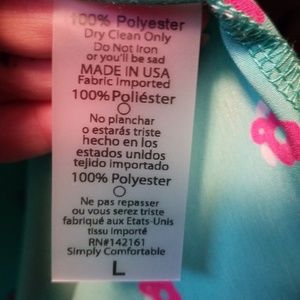 100% Polyester
Dry Clean Only
Do Not Iron
or you'll be sad
MADE IN USA
Fabric Imported
100% Poliéster
No planchar
o estarás triste
hecho en los
estados unidos
tejido importado
100% Polyester
Ne pas repasser
ou vous serez triste
fabriqué aux Etats-Unis
tissu importé
RN#142161
Simply Comfortable
L